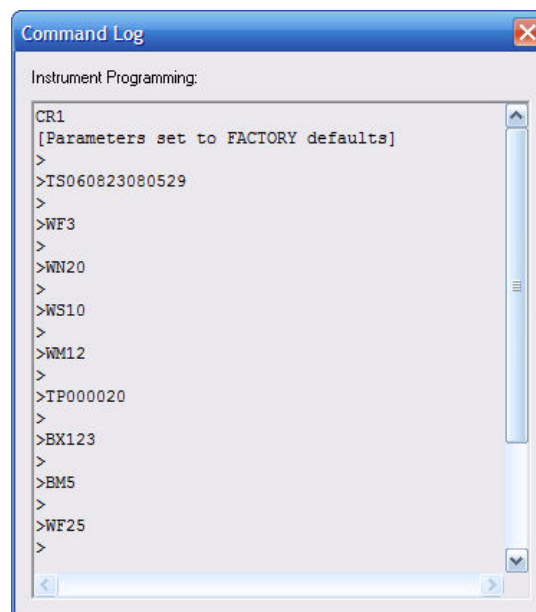 Command Log
Instrument Programming:
CR1
[Parameters set to FACTORY defaults]
>
>TS060823080529
>
>WF3
>
>WN20
>
>WS10
>
>WM12
>
>TP000020
>
>BX123
>
>BM5
>
>WF25
>